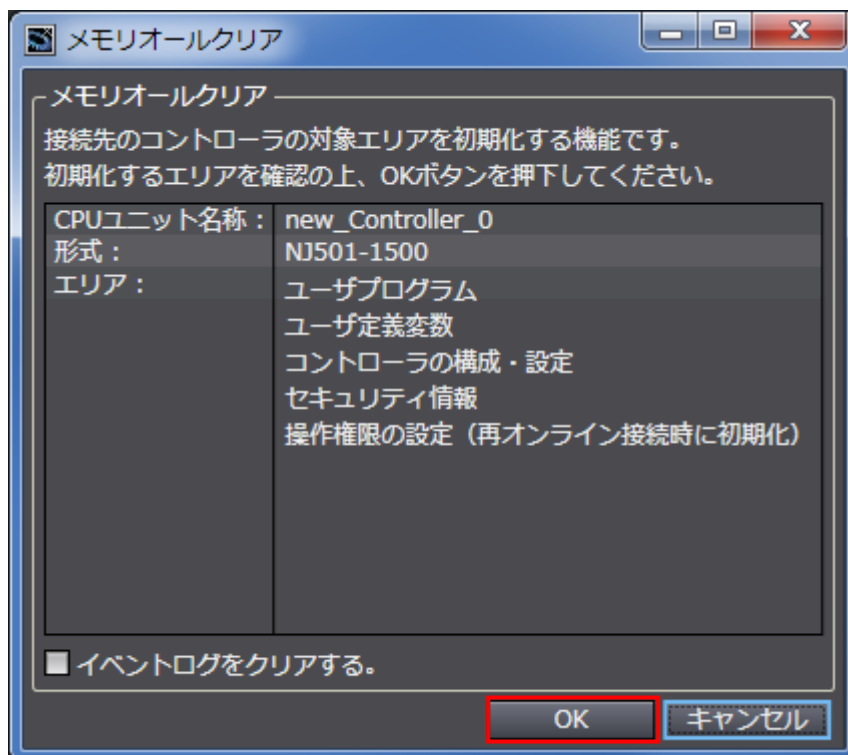 メモリオールクリア
メモリオールクリア
接続先のコントローラの対象エリアを初期化する機能です。
初期化するエリアを確認の上、OKボタンを押下してください。
CPUユニット名称： new_Controller_0
形式： NJ501-1500
エリア： ユーザプログラム
ユーザ定義変数
コントローラの構成・設定
セキュリティ情報
操作権限の設定（再オンライン接続時に初期化）
イベントログをクリアする。
OK キャンセル